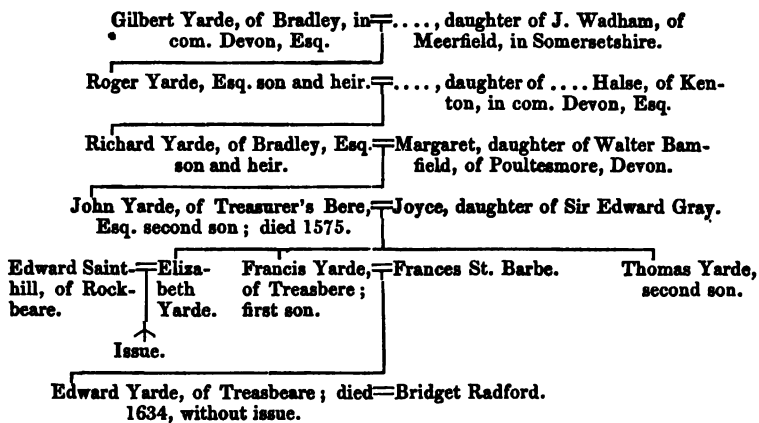 Gilbert Yarde, of Bradley, in = . . . . , daughter of J. Wadham, of
com. Devon, Esq. Meerfield, in Somersetshire.
Roger Yarde, Esq. son and heir. = . . . . , daughter of . . . . Halse, of Ken-
ton, in com. Devon, Esq.
Richard Yarde, of Bradley, Esq. = Margaret, daughter of Walter Bam-
son and heir. field, of Poultesmore, Devon.
John Yarde, of Treasurer's Bere, = Joyce, daughter of Sir Edward Gray.
Esq. second son ; died 1575.
Edward Saint- = Eliza- Francis Yarde, = Frances St. Barbe. Thomas Yarde,
hill, of Rock- beth of Treasbere ; second son.
beare. Yarde. first son.
Issue.
Edward Yarde, of Treasbeare ; died = Bridget Radford.
1634, without issue.